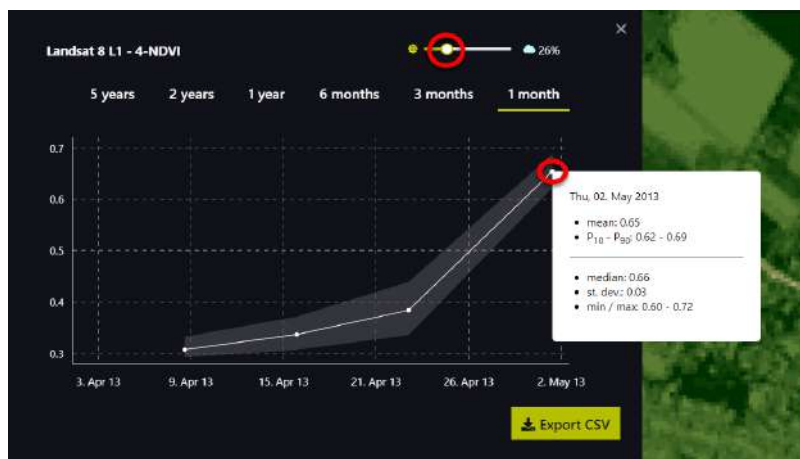 Landsat 8 L1 - 4-NDVI
26%
5 years 2 years 1 year 6 months 3 months 1 month
0.7
0.6
0.5
0.4
0.3
3. Apr 13 9. Apr 13 15. Apr 13 21. Apr 13 26. Apr 13 2. May 13
Thu, 02. May 2013
mean: 0.65
P10 - P90: 0.62 - 0.69
median: 0.66
st. dev.: 0.03
min / max: 0.60 - 0.72
Export CSV